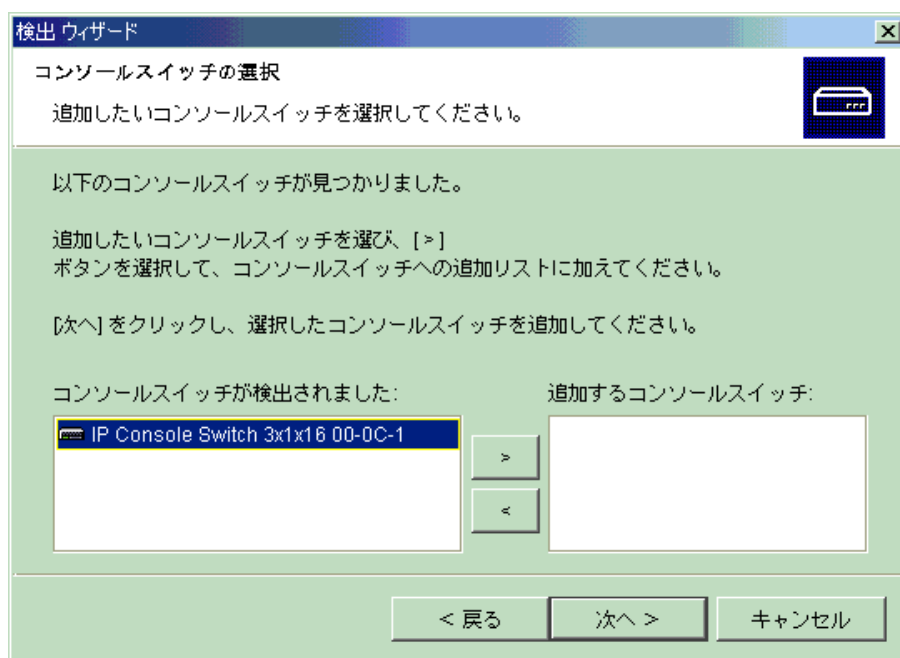 検出 ウィザード
コンソールスイッチの選択
追加したいコンソールスイッチを選択してください。
以下のコンソールスイッチが見つかりました。
追加したいコンソールスイッチを選び、[>]
ボタンを選択して、コンソールスイッチへの追加リストに加えてください。
[次へ] をクリックし、選択したコンソールスイッチを追加してください。
コンソールスイッチが検出されました:
追加するコンソールスイッチ:
IP Console Switch 3x1x16 00-0C-1
>
<
< 戻る
次へ >
キャンセル